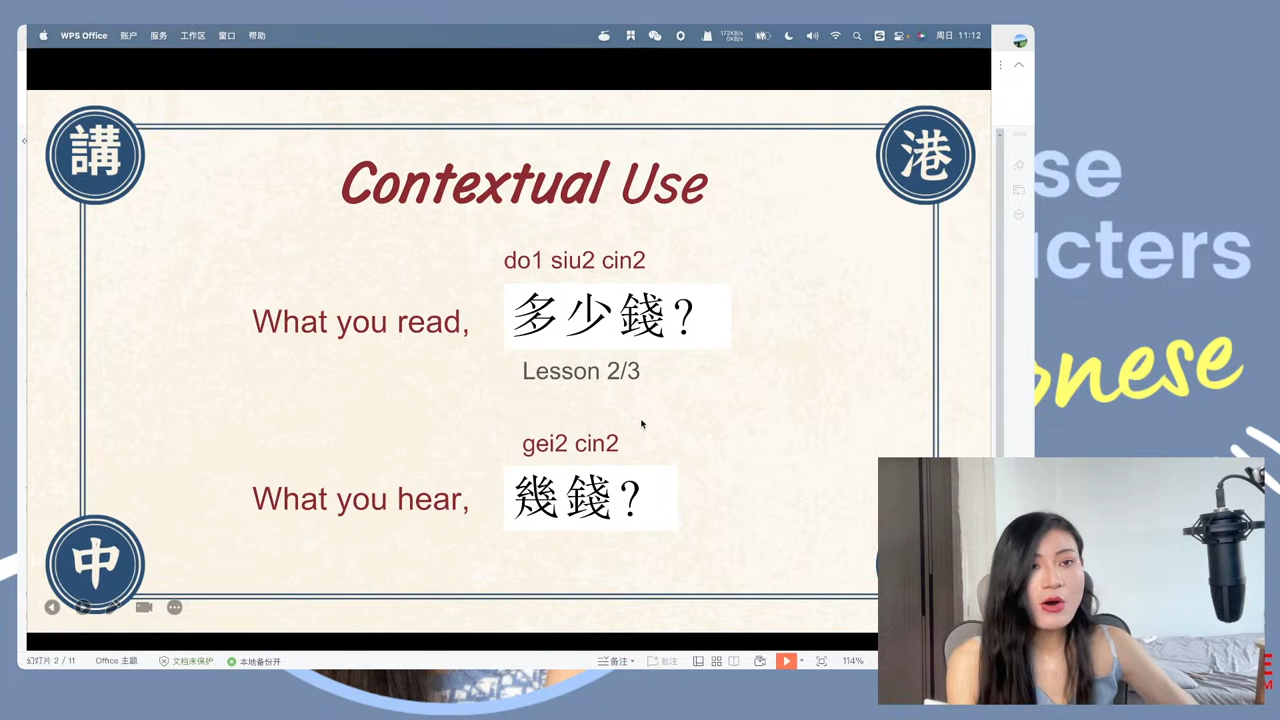 WPS Office 账户 服务 工作区 窗口 帮助
172KB/s
0KB/s
周日 11:12
講
港
Contextual Use
do1 siu2 cin2
What you read, 多少錢？
Lesson 2/3
gei2 cin2
What you hear, 幾錢？
中
se
cters
nese
幻灯片 2 / 11 Office 主题 文档未保护 本地备份开 备注 批注 114%
E
M